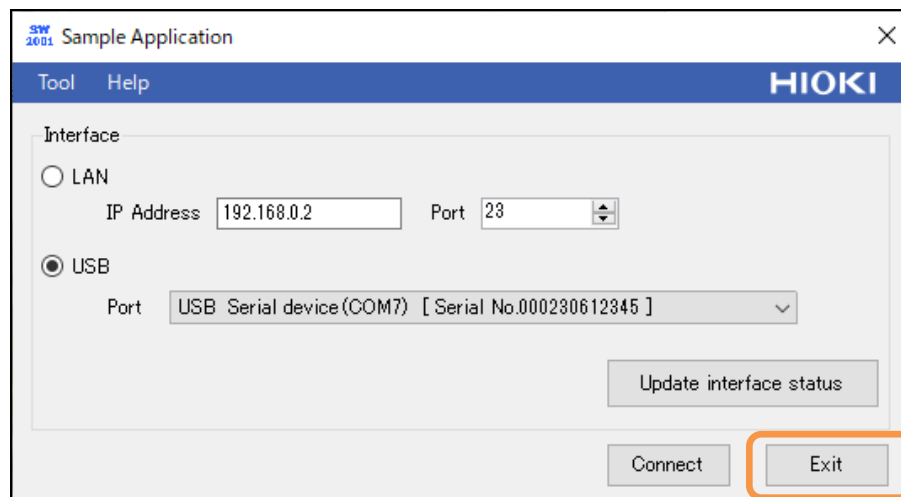 SW
2001
Sample Application
Tool Help HIOKI
Interface
LAN
IP Address 192.168.0.2 Port 23
USB
Port USB Serial device(COM7) [ Serial No.000230612345 ]
Update interface status
Connect Exit